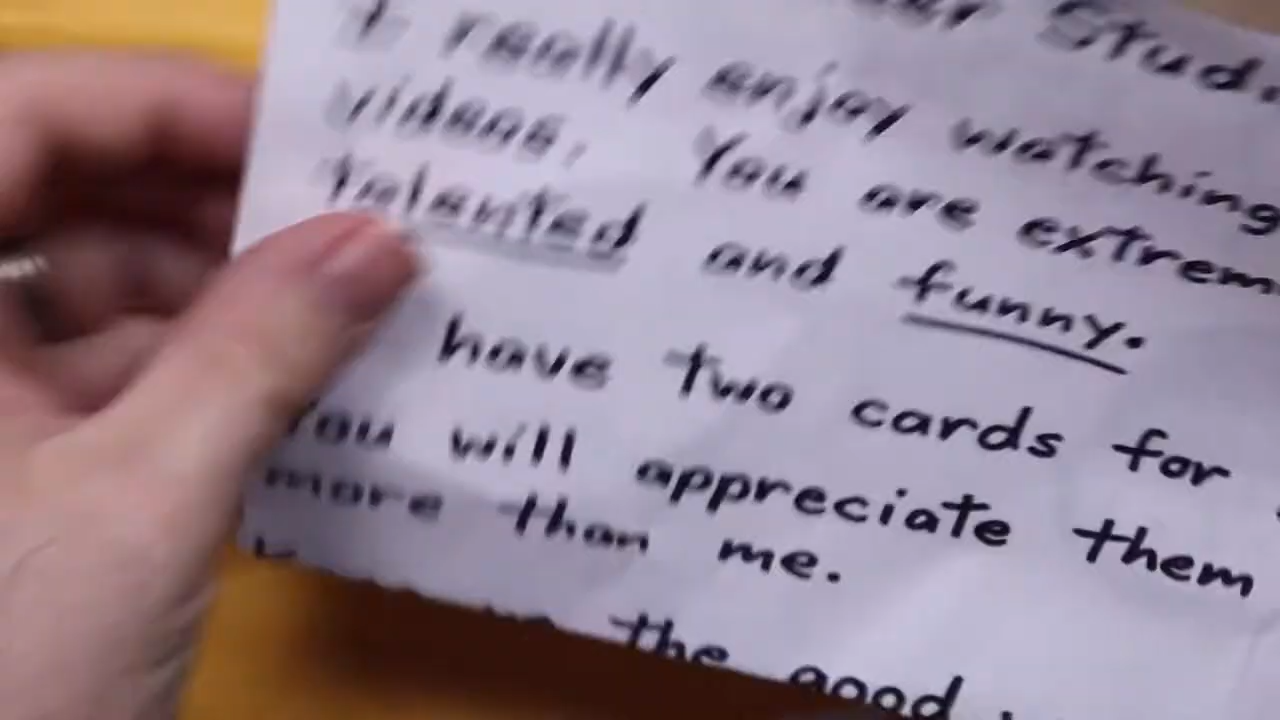 Stud
I really enjoy watching
videos. You are extrem
talented and funny.
have two cards for
You will appreciate them
more than me.
the good